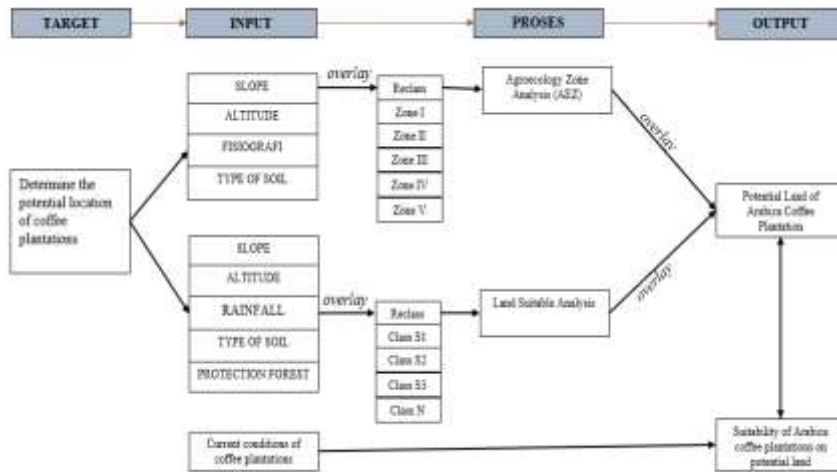 TARGET
INPUT
PROSES
OUTPUT
SLOPE
ALTITUDE
FISIOGRAFI
TYPE OF SOIL
overlay
Reclass
Zone I
Zone II
Zone III
Zone IV
Zone V
Agroecology Zone
Analysis (AEZ)
overlay
Determine the
potential location
of coffee
plantations
Potential Land of
Arabica Coffee
Plantation
SLOPE
ALTITUDE
RAINFALL
TYPE OF SOIL
PROTECTION FOREST
overlay
Reclass
Class S1
Class S2
Class S3
Class N
Land Suitable Analysis
overlay
Current conditions of
coffee plantations
Suitability of Arabica
coffee plantations on
potential land